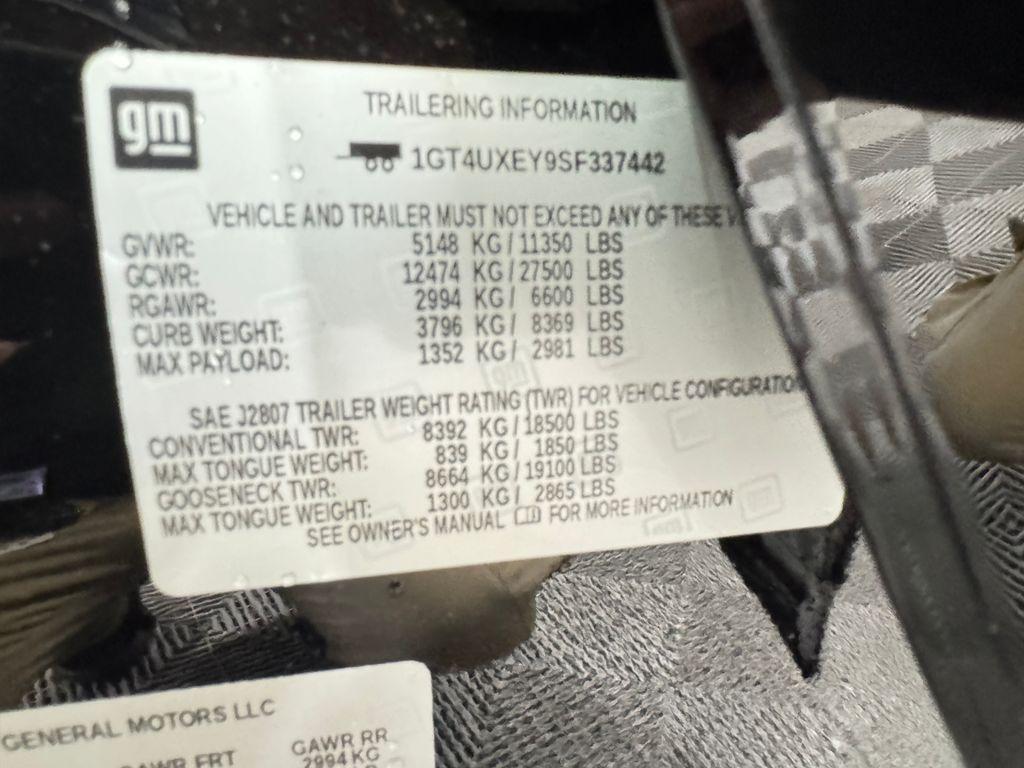 gm
TRAILERING INFORMATION
1GT4UXEY9SF337442
VEHICLE AND TRAILER MUST NOT EXCEED ANY OF THESE
GVWR: 5148 KG / 11350 LBS
GCWR: 12474 KG / 27500 LBS
RGAWR: 2994 KG / 6600 LBS
CURB WEIGHT: 3796 KG / 8369 LBS
MAX PAYLOAD: 1352 KG / 2981 LBS
SAE J2807 TRAILER WEIGHT RATING (TWR) FOR VEHICLE CONFIGURATION
CONVENTIONAL TWR: 8392 KG / 18500 LBS
MAX TONGUE WEIGHT: 839 KG / 1850 LBS
GOOSENECK TWR: 8664 KG / 19100 LBS
MAX TONGUE WEIGHT: 1300 KG / 2865 LBS
SEE OWNER'S MANUAL FOR MORE INFORMATION
GENERAL MOTORS LLC
GAWR FRT GAWR RR
2994 KG